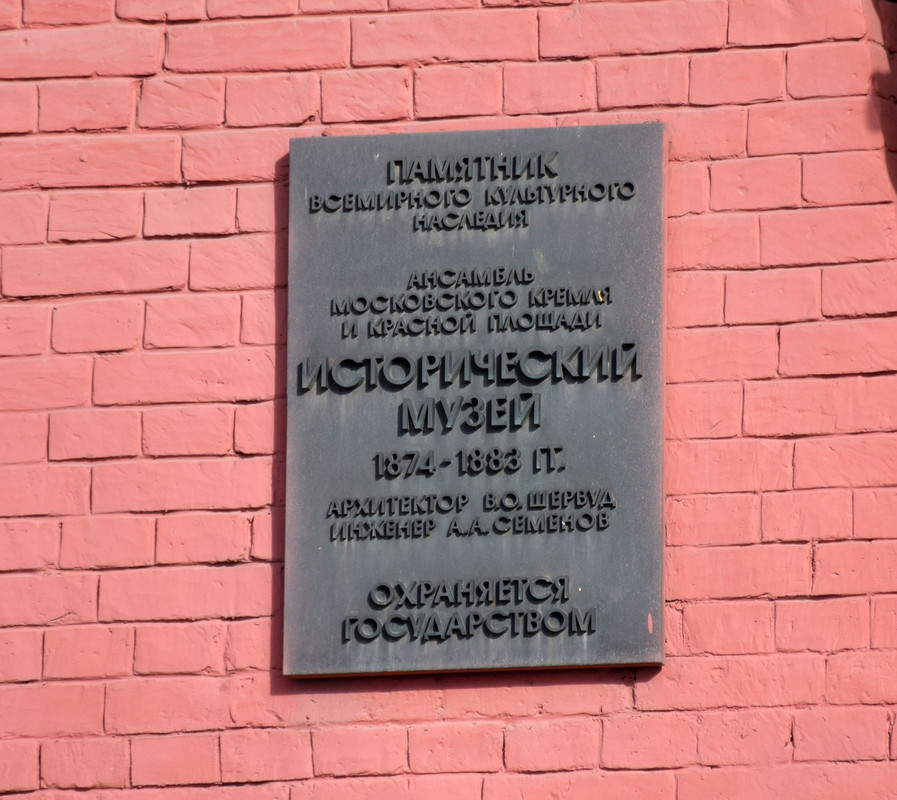 ПАМЯТНИК
ВСЕМИРНОГО КУЛЬТУРНОГО
НАСЛЕДИЯ
АНСАМБЛЬ
МОСКОВСКОГО КРЕМЛЯ
И КРАСНОЙ ПЛОЩАДИ
ИСТОРИЧЕСКИЙ
МУЗЕЙ
1874-1883 ГГ.
АРХИТЕКТОР В.О. ШЕРВУД
ИНЖЕНЕР А.А. СЕМЕНОВ
ОХРАНЯЕТСЯ
ГОСУДАРСТВОМ